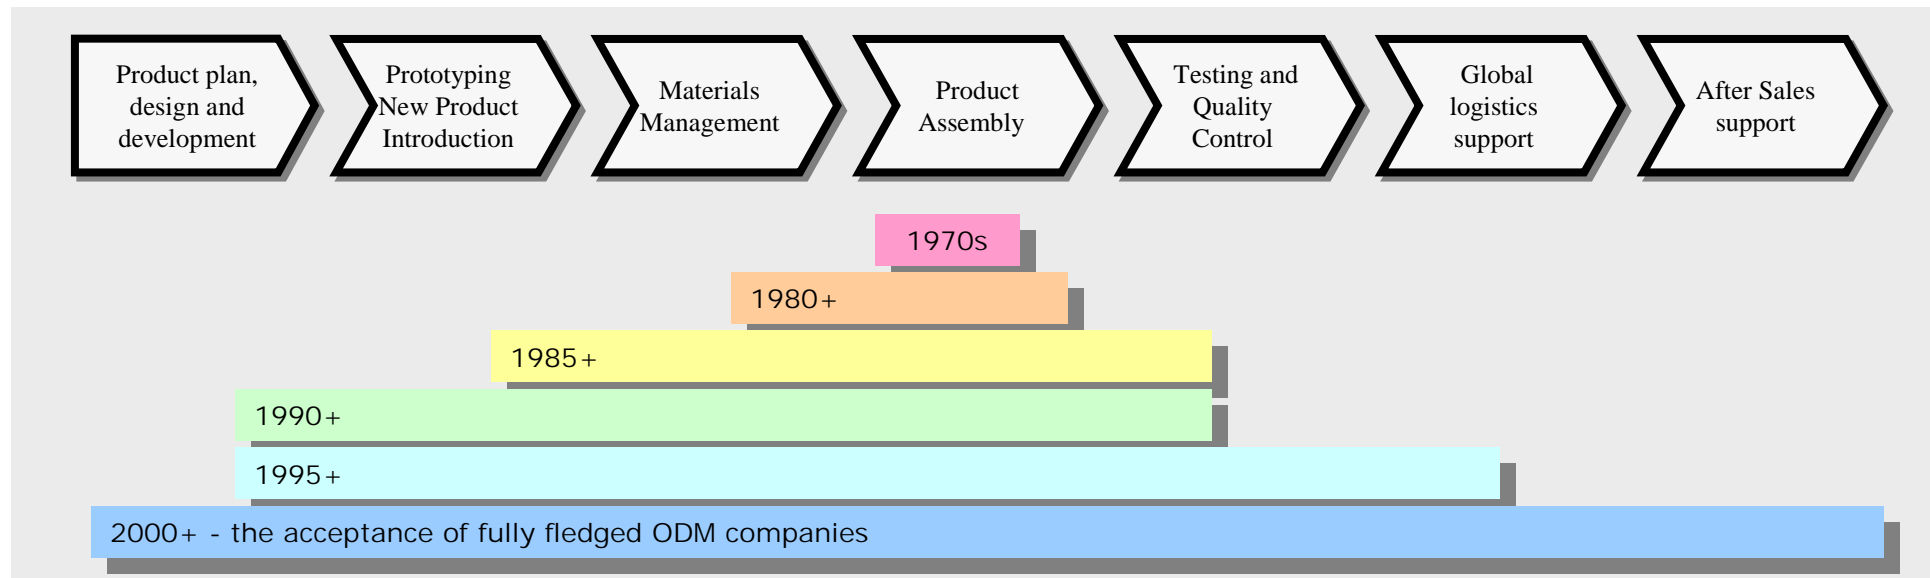 Product plan,
design and
development
Prototyping
New Product
Introduction
Materials
Management
Product
Assembly
Testing and
Quality
Control
Global
logistics
support
After Sales
support
1970s
1980+
1985+
1990+
1995+
2000+ - the acceptance of fully fledged ODM companies